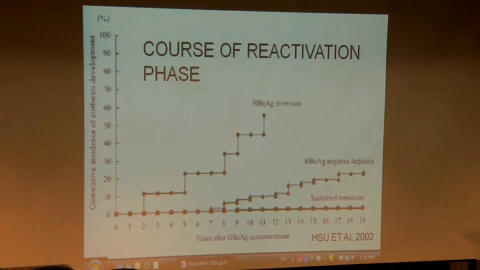 COURSE OF REACTIVATION
PHASE
(%)
100
90
80
70
60
50
40
30
20
10
0
Cumulative incidence of cirrhosis development
HBeAg reversion
HBeAg negative hepatitis
Sustained remission
0 1 2 3 4 5 6 7 8 9 10 11 12 13 14 15 16 17 18 19
Years after HBeAg seroconversion
HSU ET AL 2002